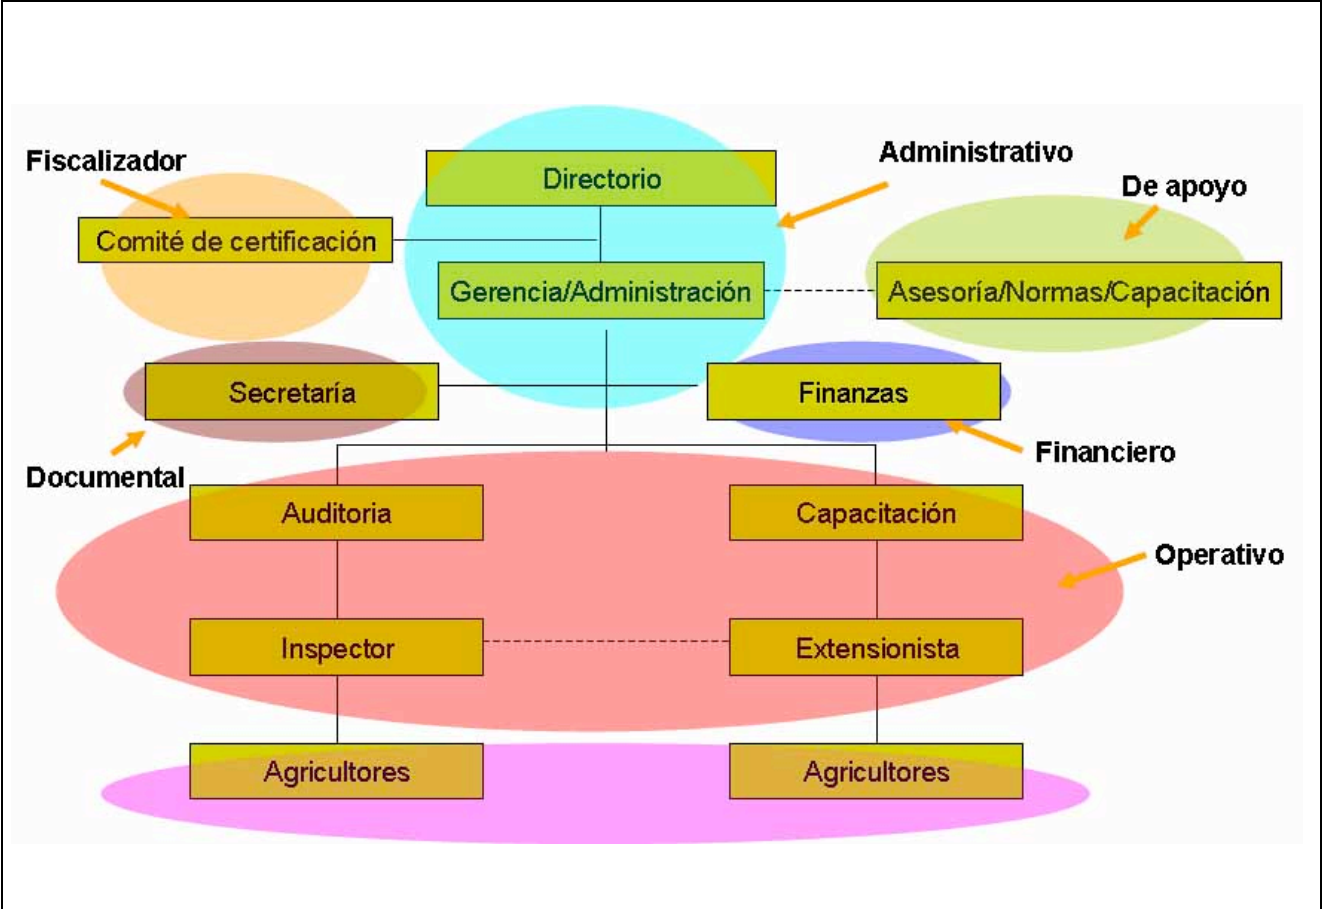 Fiscalizador
Administrativo
De apoyo
Directorio
Comité de certificación
Gerencia/Administración
Asesoría/Normas/Capacitación
Secretaría
Finanzas
Financiero
Documental
Auditoria
Capacitación
Operativo
Inspector
Extensionista
Agricultores
Agricultores